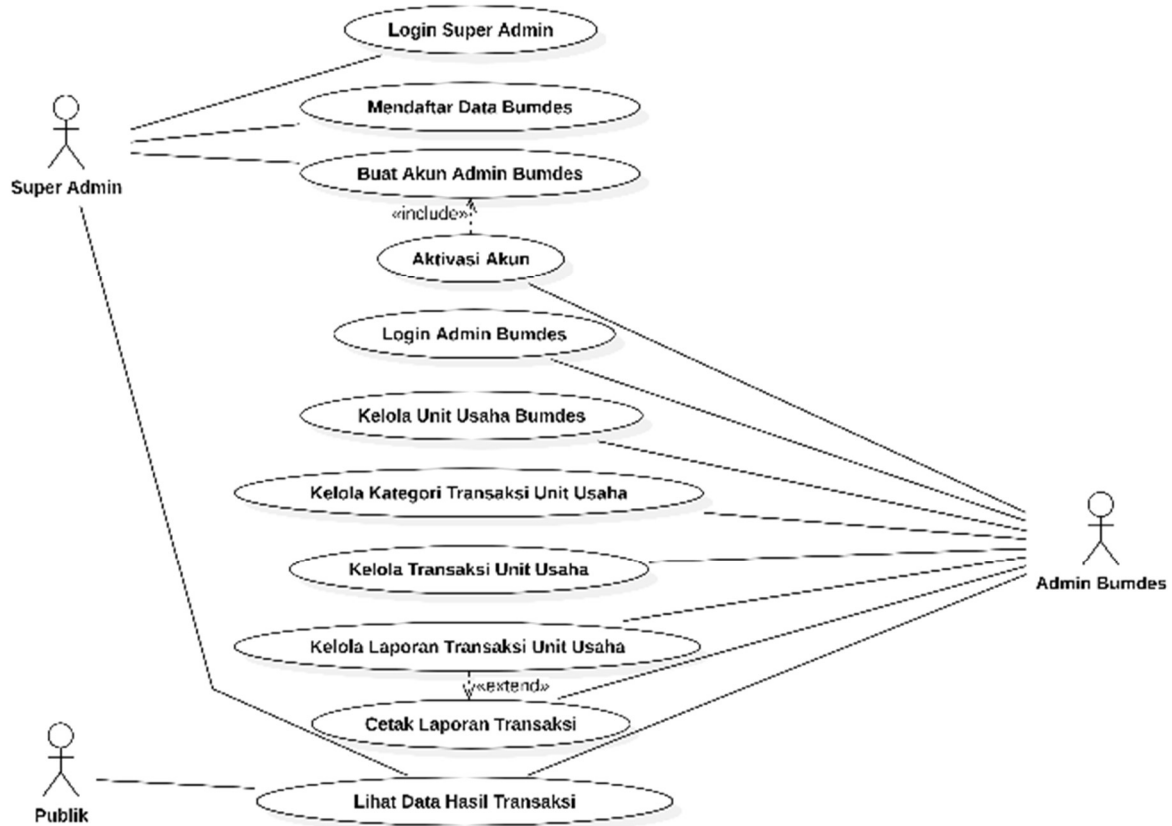 Login Super Admin
Mendaftar Data Bumdes
Super Admin
Buat Akun Admin Bumdes
«include»
Aktivasi Akun
Login Admin Bumdes
Kelola Unit Usaha Bumdes
Kelola Kategori Transaksi Unit Usaha
Kelola Transaksi Unit Usaha
Admin Bumdes
Kelola Laporan Transaksi Unit Usaha
«extend»
Cetak Laporan Transaksi
Lihat Data Hasil Transaksi
Publik